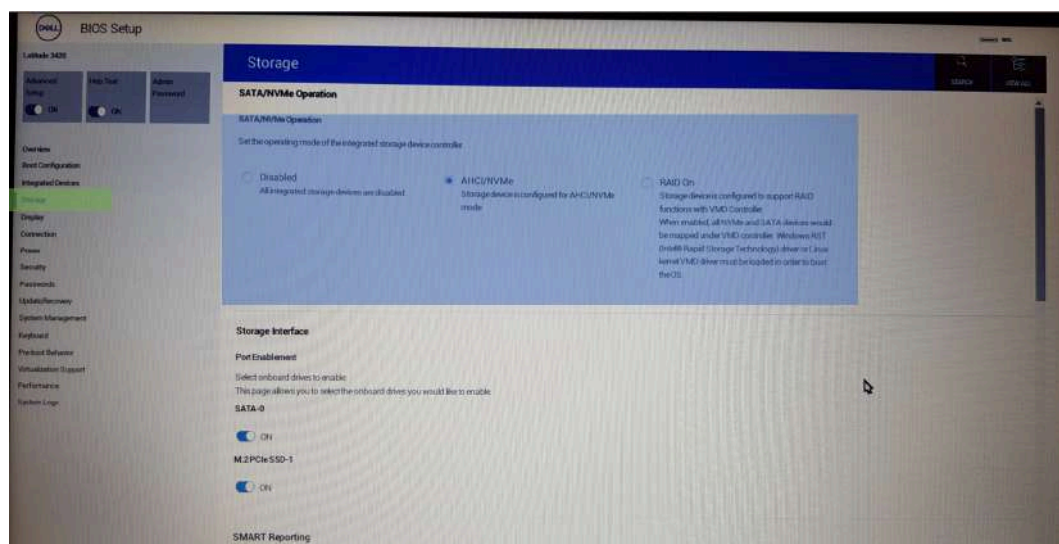 DELL
BIOS Setup
Latitude 3420
Advanced
Setup
ON
Help Text
ON
Admin
Password
Overview
Boot Configuration
Integrated Devices
Storage
Display
Connection
Power
Security
Passwords
Update/Recovery
System Management
Keyboard
Pre-boot Behavior
Virtualization Support
Performance
System Logs
Storage
SEARCH
VIEW ALL
SATA/NVMe Operation
SATA/NVMe Operation
Set the operating mode of the integrated storage device controller.
Disabled
All integrated storage devices are disabled.
AHCI/NVMe
Storage device is configured for AHCI/NVMe
mode.
RAID On
Storage device is configured to support RAID
functions with VMD Controller.
When enabled, all NVMe and SATA devices would
be mapped under VMD controller. Windows RST
(Intel® Rapid Storage Technology) driver or Linux
kernel VMD driver must be loaded in order to boot
the OS.
Storage Interface
Port Enablement
Select onboard drives to enable.
This page allows you to select the onboard drives you would like to enable.
SATA-0
ON
M.2 PCIe SSD-1
ON
SMART Reporting